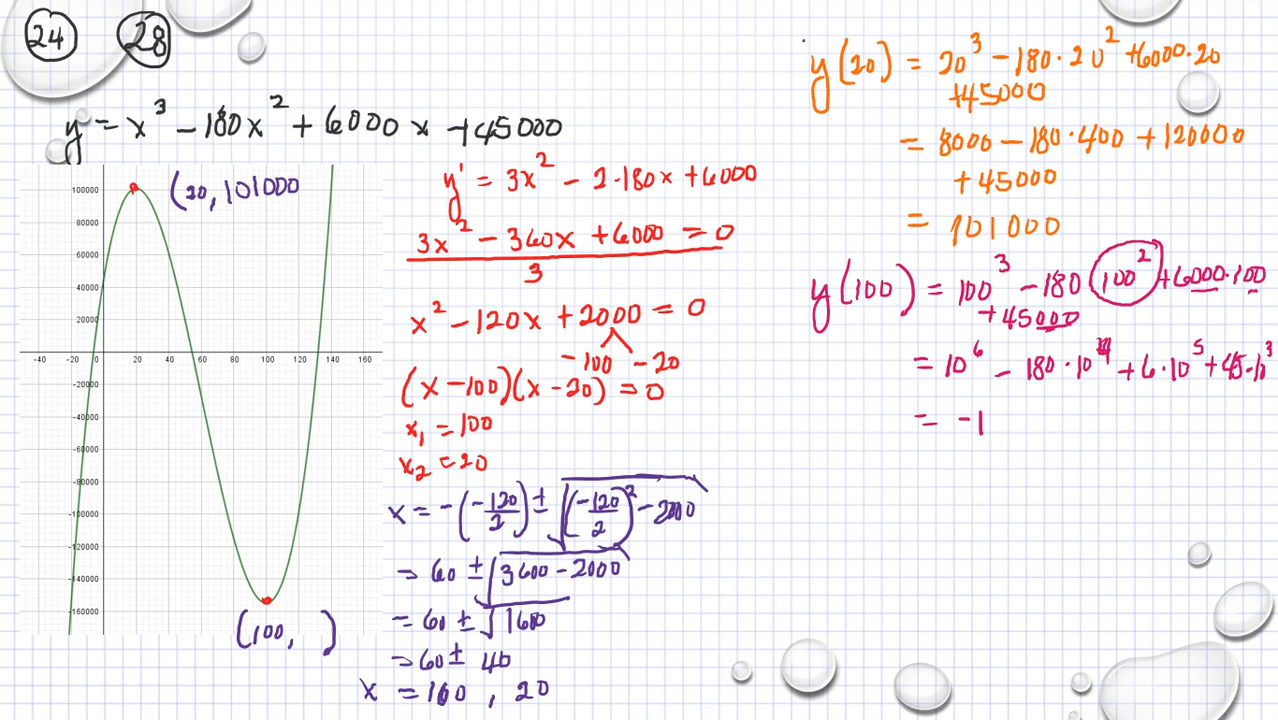 24 28
y = x³ - 180x² + 6000x + 45000
(20, 101000
100000
80000
60000
40000
20000
-40 -20 0 20 40 60 80 100 120 140 160
-20000
-40000
-60000
-80000
-100000
-120000
-140000
-160000
(100, )
y' = 3x² - 2·180x + 6000
3x² - 360x + 6000 = 0
3
x² - 120x + 2000 = 0
-100 -20
(x - 100)(x - 20) = 0
x₁ = 100
x₂ = 20
x = -(-120/2) ± √((-120/2)² - 2000
= 60 ± √3600 - 2000
= 60 ± √1600
= 60 ± 40
x = 100, 20
y(20) = 20³ - 180·20² + 6000·20
+45000
= 8000 - 180·400 + 120000
+45000
= 101000
y(100) = 100³ - 180(100²) + 6000·100
+45000
= 10⁶ - 180·10⁴ + 6·10⁵ + 45·10³
= -1